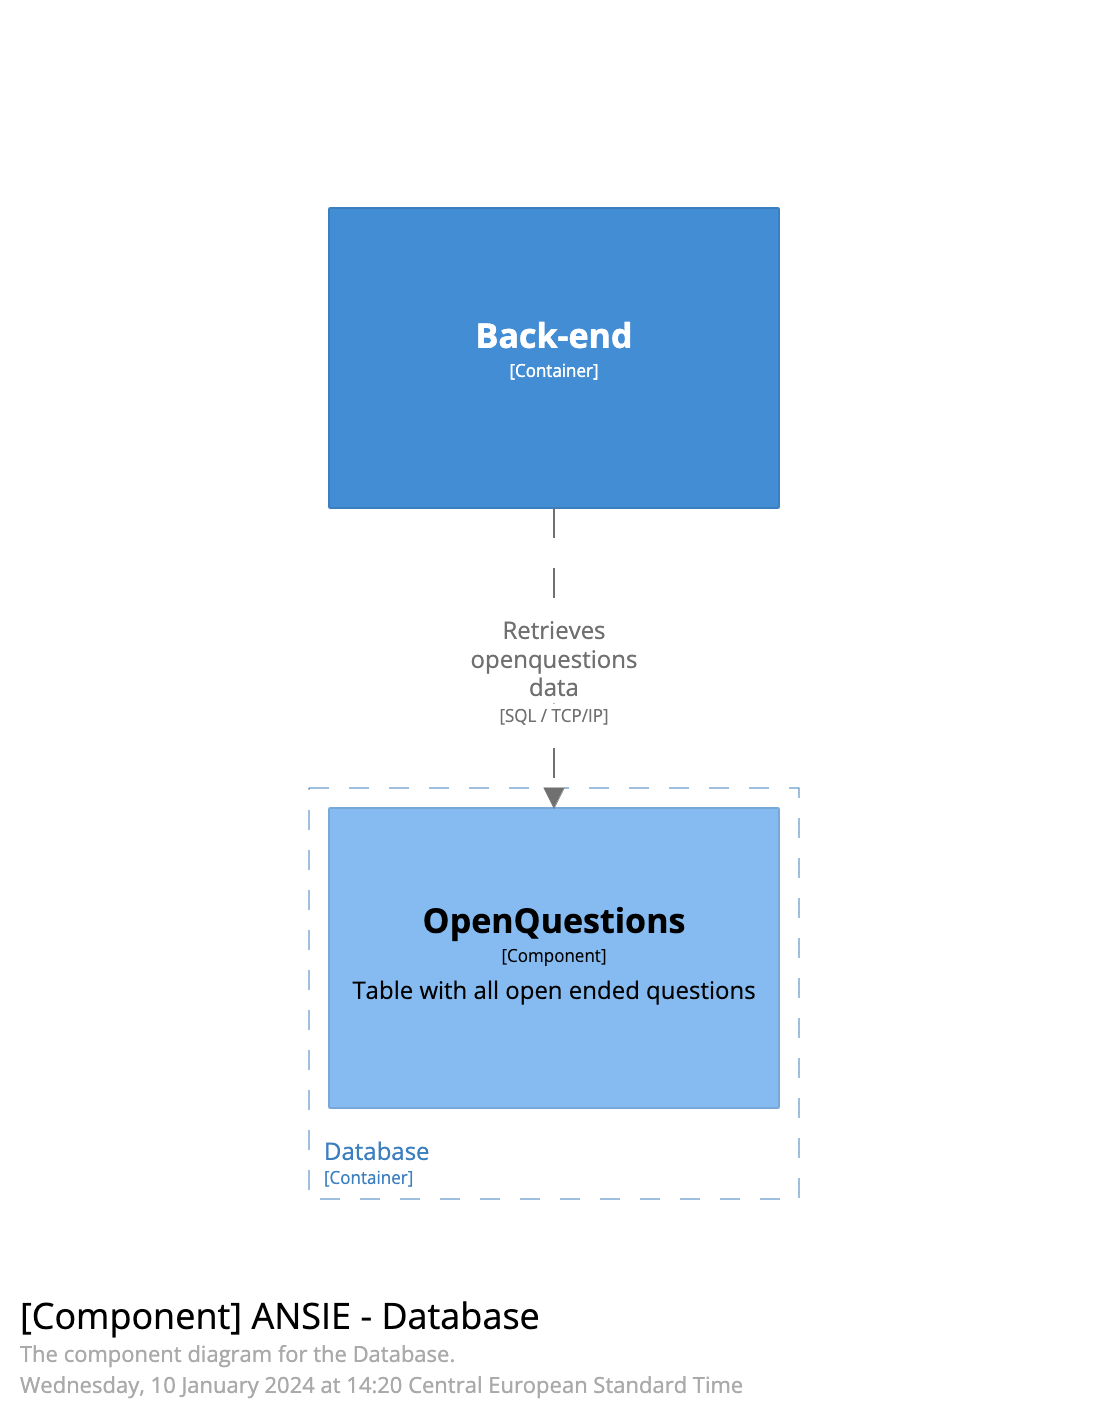 Back-end
[Container]
Retrieves
openquestions
data
[SQL / TCP/IP]
OpenQuestions
[Component]
Table with all open ended questions
Database
[Container]
[Component] ANSIE - Database
The component diagram for the Database.
Wednesday, 10 January 2024 at 14:20 Central European Standard Time